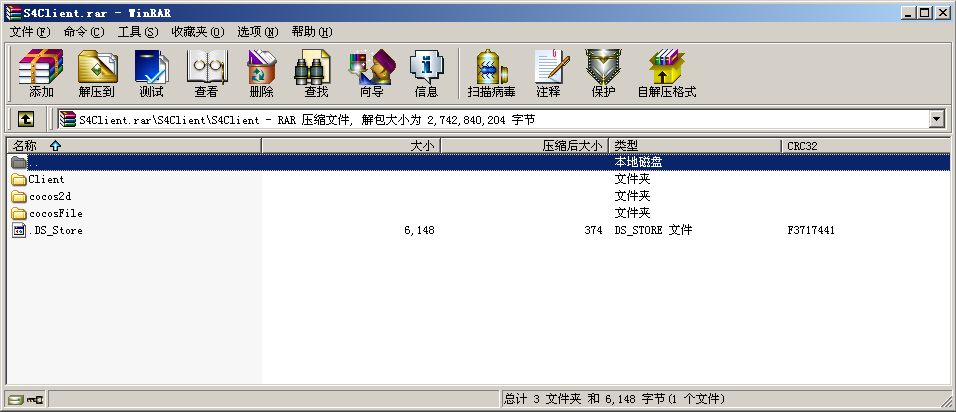 S4Client.rar - WinRAR
文件(F) 命令(C) 工具(S) 收藏夹(O) 选项(N) 帮助(H)
添加 解压到 测试 查看 删除 查找 向导 信息 扫描病毒 注释 保护 自解压格式
S4Client.rar\S4Client\S4Client - RAR 压缩文件, 解包大小为 2,742,840,204 字节
名称 大小 压缩后大小 类型 CRC32
.. 本地磁盘
Client 文件夹
cocos2d 文件夹
cocosFile 文件夹
.DS_Store 6,148 374 DS_STORE 文件 F3717441
总计 3 文件夹 和 6,148 字节(1 个文件)